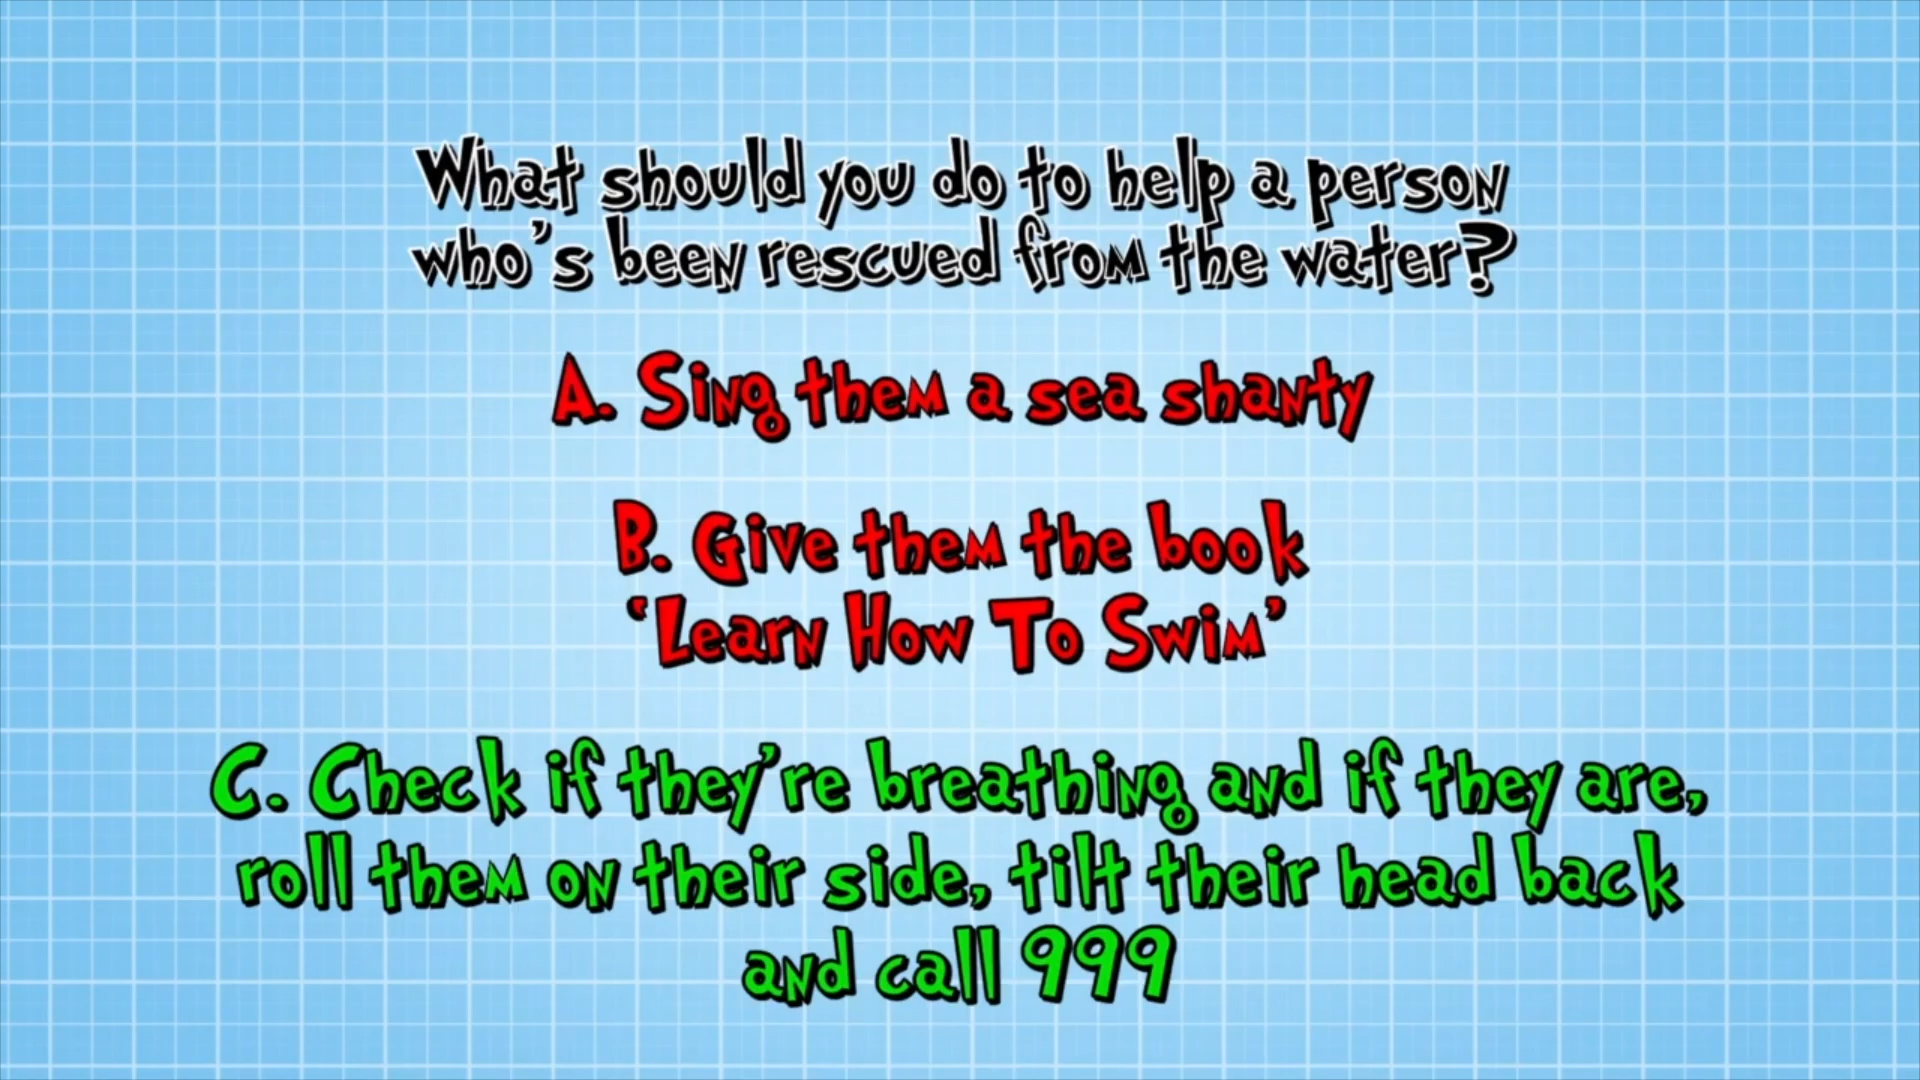 What should you do to help a person
who's been rescued from the water?
A. Sing them a sea shanty
B. Give them the book
'Learn How To Swim'
C. Check if they're breathing and if they are,
roll them on their side, tilt their head back
and call 999